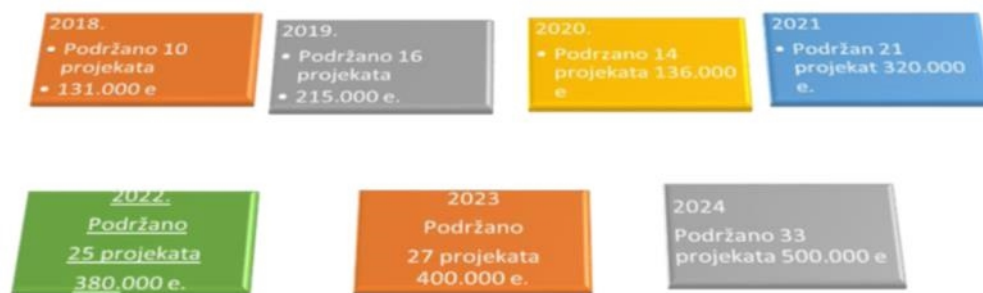 2018.
• Podržano 10
projekata
• 131.000 e
2019.
• Podržano 16
projekata
• 215.000 e.
2020.
• Podrzano 14
projekata 136.000
e
2021
• Podržan 21
projekat 320.000
e.
2022.
Podržano
25 projekata
380.000 e.
2023
Podržano
27 projekata
400.000 e.
2024
Podržano 33
projekata 500.000 e